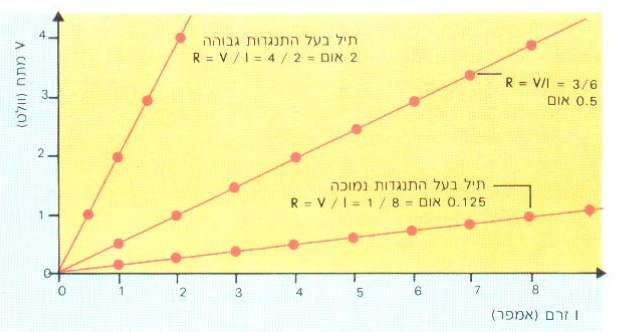 תיל בעל התנגדות גבוהה
R = V / I = 4 / 2 = 2 אום
R = V/I = 3/6
0.5 אום
תיל בעל התנגדות נמוכה
R = V / I = 1 / 8 = 0.125 אום
V מתח (וולט)
4
3
2
1
0
0 1 2 3 4 5 6 7 8
I זרם (אמפר)